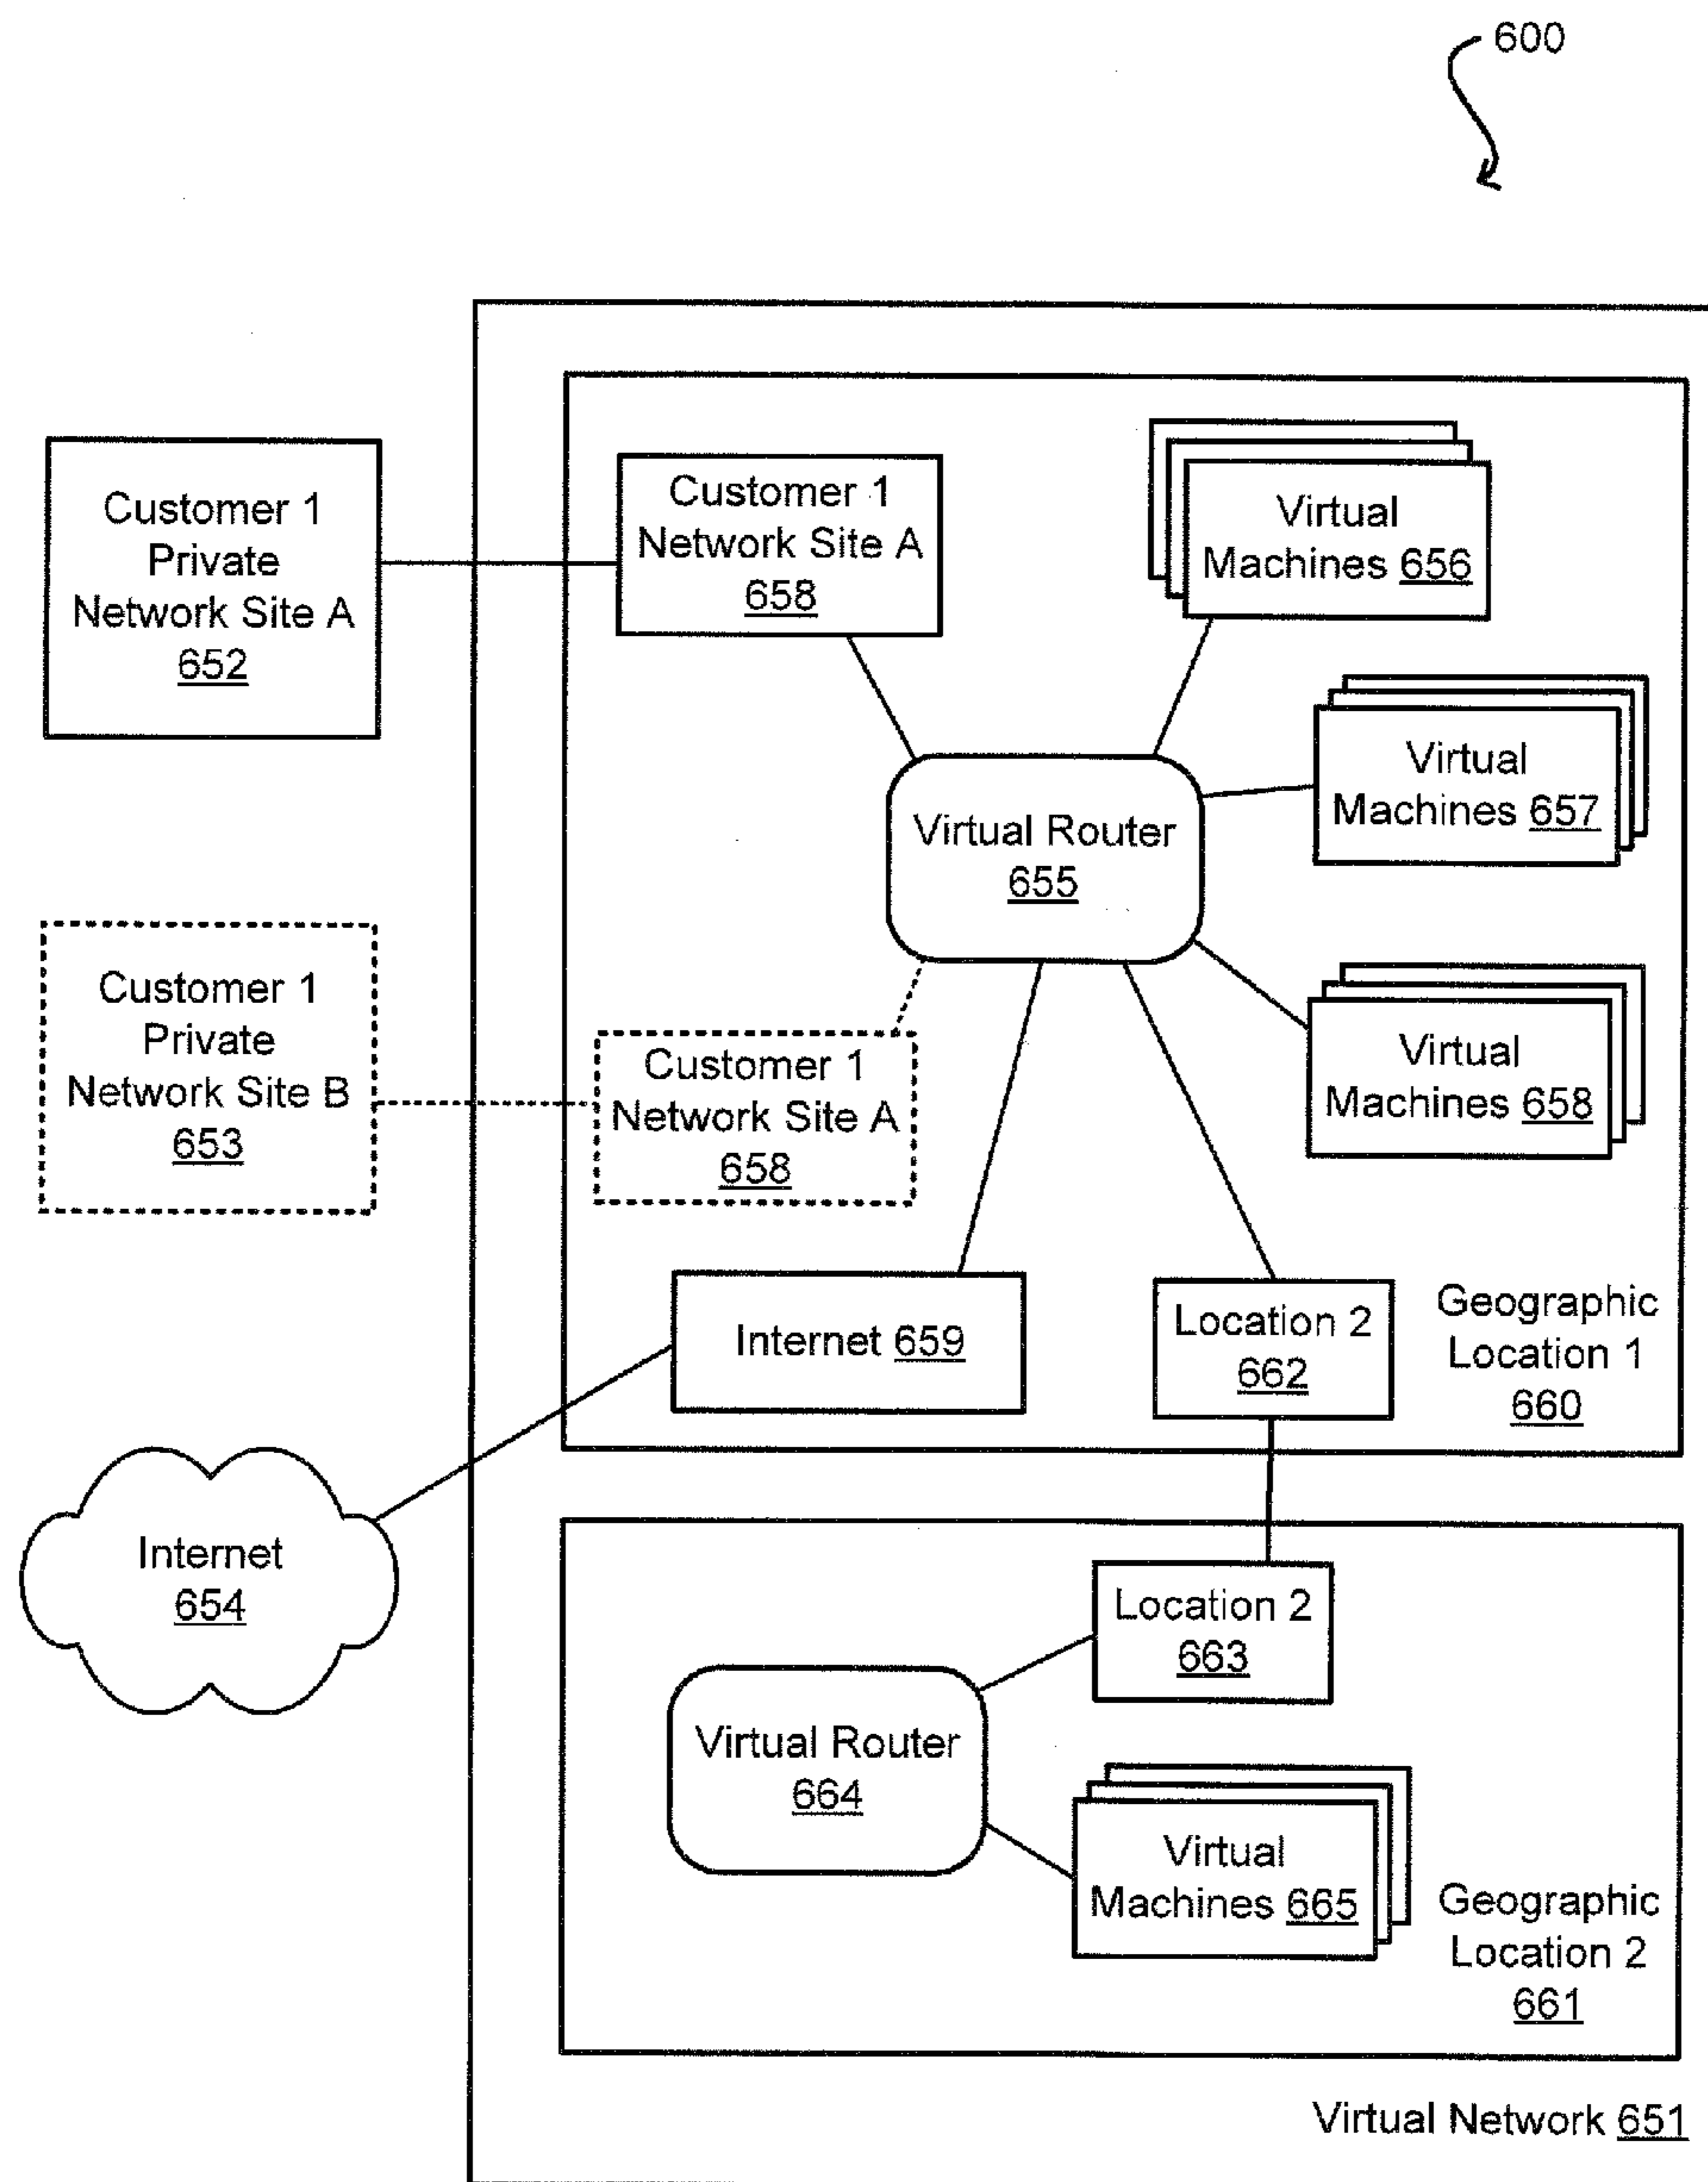 600
Customer 1
Private
Network Site A
652
Customer 1
Network Site A
658
Virtual
Machines 656
Virtual
Machines 657
Virtual Router
655
Customer 1
Private
Network Site B
653
Customer 1
Network Site A
658
Virtual
Machines 658
Internet 659
Location 2
662
Geographic
Location 1
660
Internet
654
Location 2
663
Virtual Router
664
Virtual
Machines 665
Geographic
Location 2
661
Virtual Network 651